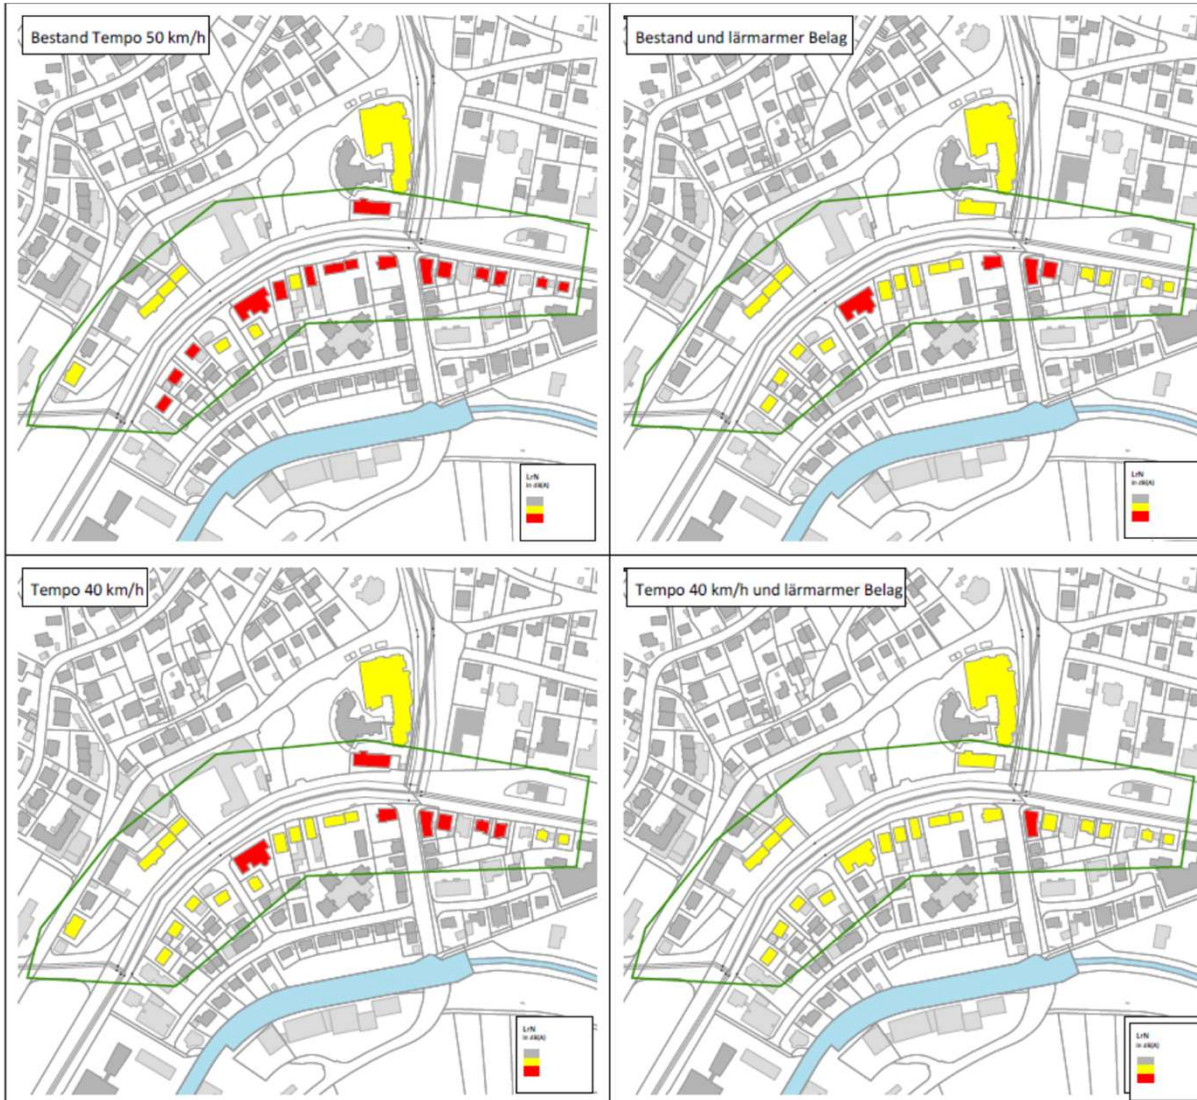 Bestand Tempo 50 km/h
Bestand und lärmarmer Belag
LrN
in dB(A)
LrN
in dB(A)
Tempo 40 km/h
Tempo 40 km/h und lärmarmer Belag
LrN
in dB(A)
LrN
in dB(A)